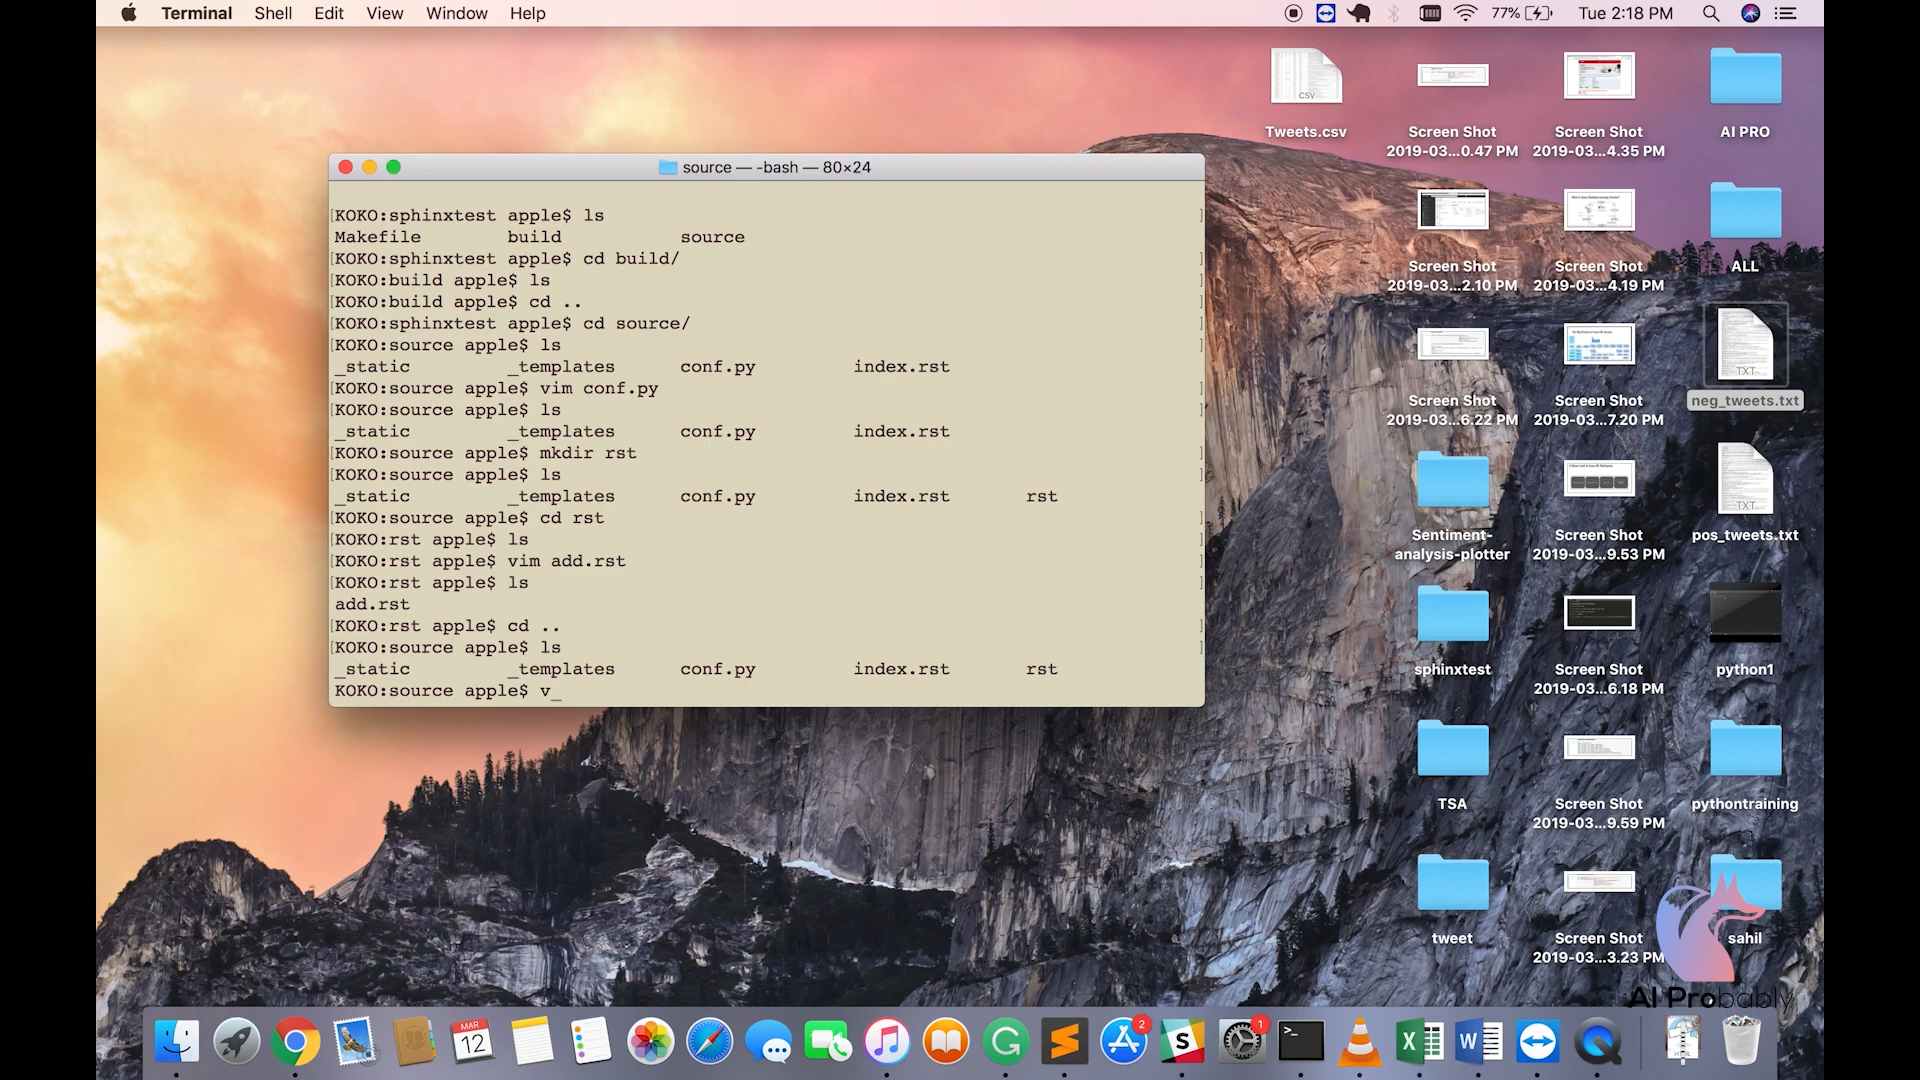 Terminal Shell Edit View Window Help 77% Tue 2:18 PM
source — -bash — 80×24
[KOKO:sphinxtest apple$ ls ]
Makefile build source
[KOKO:sphinxtest apple$ cd build/ ]
[KOKO:build apple$ ls ]
[KOKO:build apple$ cd .. ]
[KOKO:sphinxtest apple$ cd source/ ]
[KOKO:source apple$ ls ]
_static _templates conf.py index.rst
[KOKO:source apple$ vim conf.py ]
[KOKO:source apple$ ls ]
_static _templates conf.py index.rst
[KOKO:source apple$ mkdir rst ]
[KOKO:source apple$ ls ]
_static _templates conf.py index.rst rst
[KOKO:source apple$ cd rst ]
[KOKO:rst apple$ ls ]
[KOKO:rst apple$ vim add.rst ]
[KOKO:rst apple$ ls ]
add.rst
[KOKO:rst apple$ cd .. ]
[KOKO:source apple$ ls ]
_static _templates conf.py index.rst rst
KOKO:source apple$ v_
CSV
Tweets.csv
Screen Shot
2019-03...0.47 PM
Screen Shot
2019-03...4.35 PM
AI PRO
Screen Shot
2019-03...2.10 PM
Screen Shot
2019-03...4.19 PM
ALL
Screen Shot
2019-03...6.22 PM
Screen Shot
2019-03...7.20 PM
TXT
neg_tweets.txt
Sentiment-
analysis-plotter
Screen Shot
2019-03...9.53 PM
TXT
pos_tweets.txt
sphinxtest
Screen Shot
2019-03...6.18 PM
python1
TSA
Screen Shot
2019-03...9.59 PM
pythontraining
tweet
Screen Shot
2019-03...3.23 PM
sahil
AI Probably
MAR
12
2
1